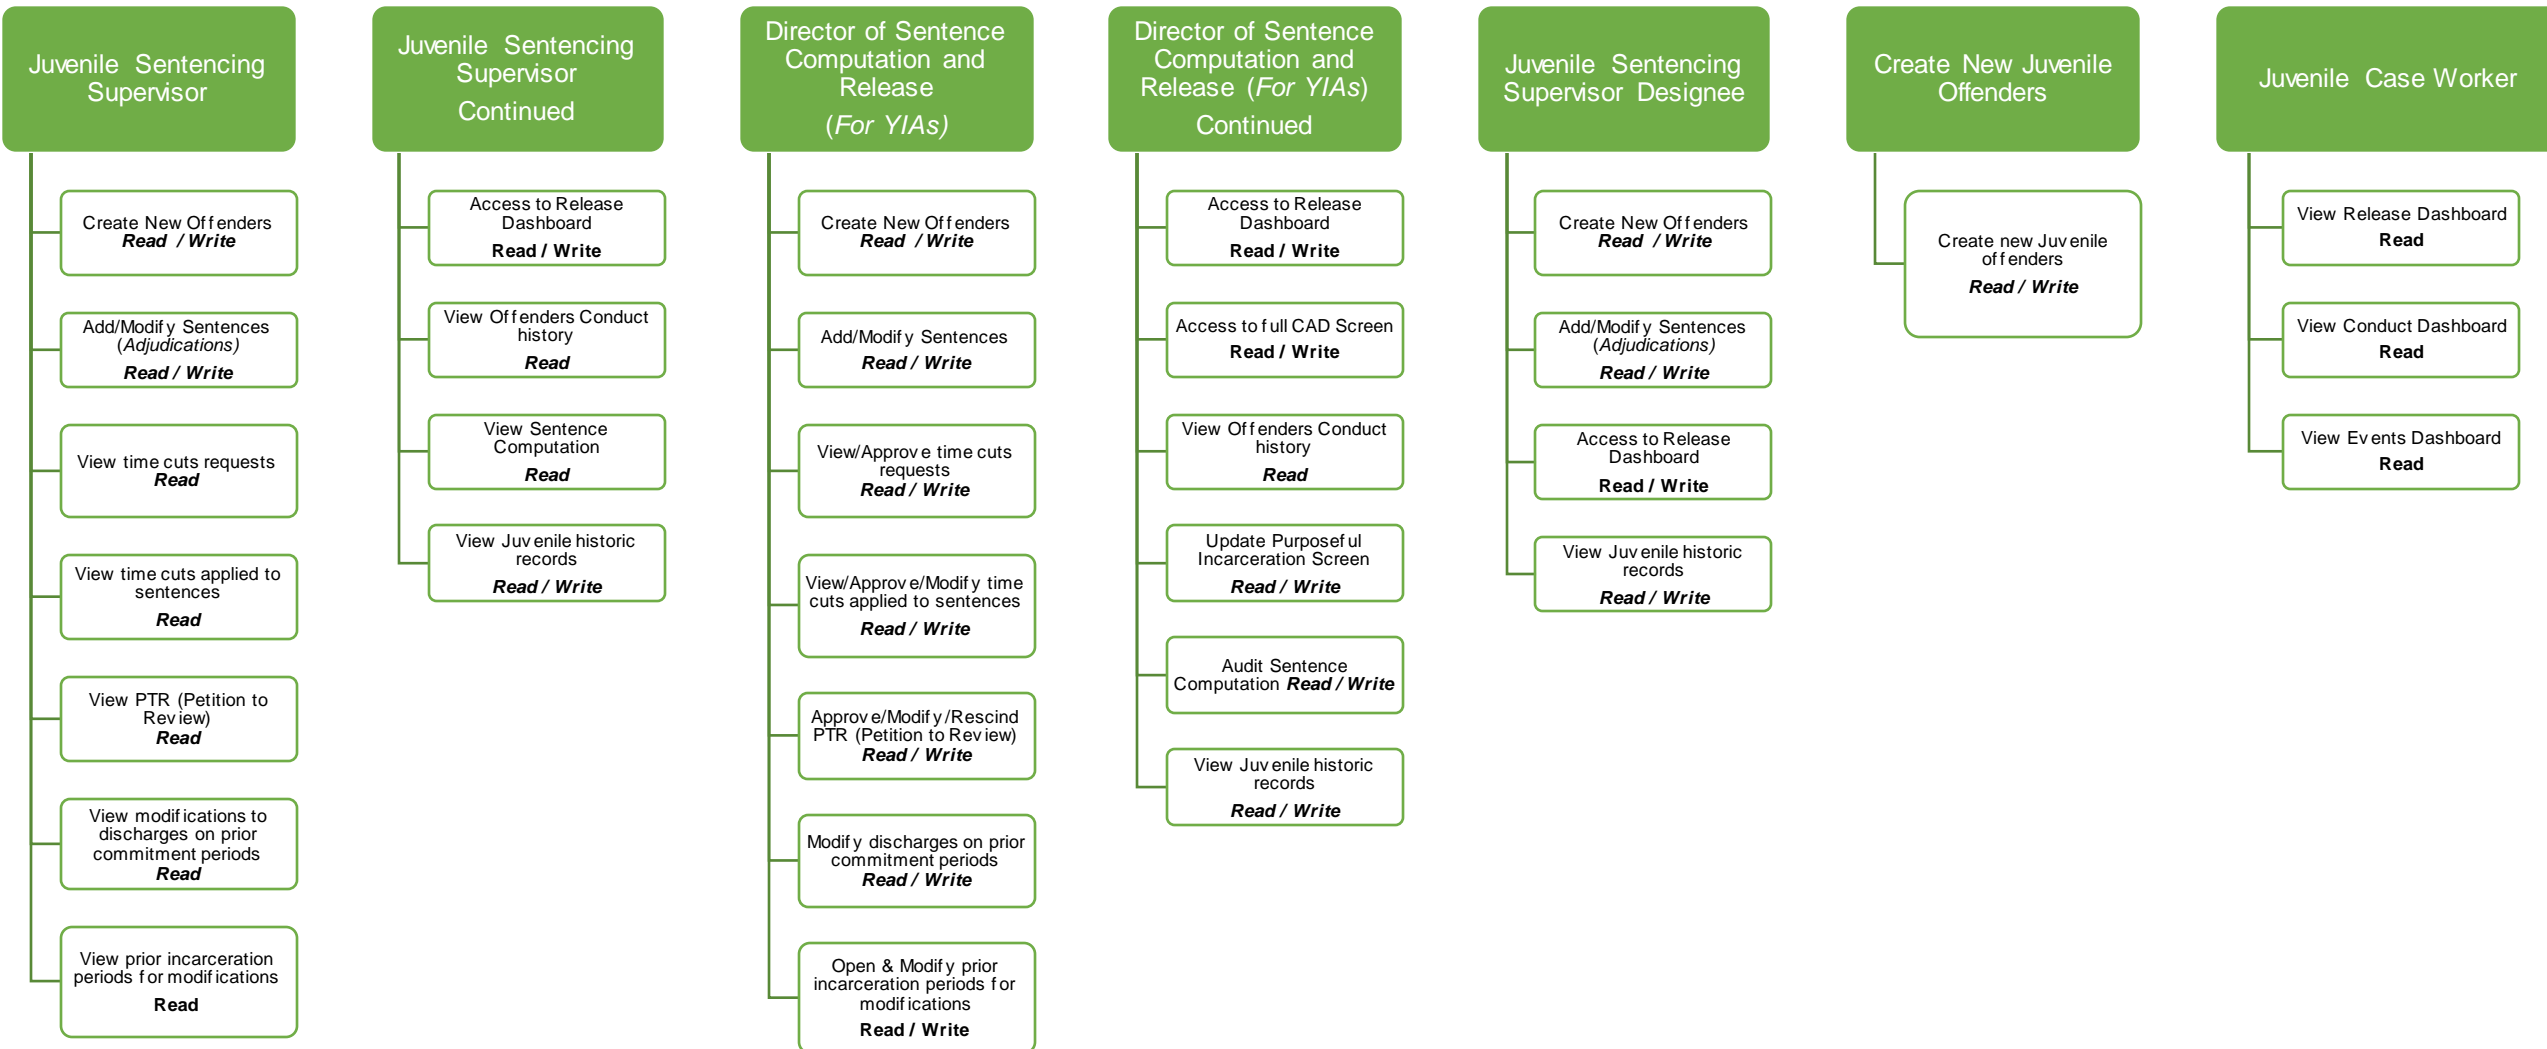 Juvenile Sentencing
Supervisor
Create New Offenders
Read / Write
Add/Modify Sentences
(Adjudications)
Read / Write
View time cuts requests
Read
View time cuts applied to
sentences
Read
View PTR (Petition to
Review)
Read
View modifications to
discharges on prior
commitment periods
Read
View prior incarceration
periods for modifications
Read
Juvenile Sentencing
Supervisor
Continued
Access to Release
Dashboard
Read / Write
View Offenders Conduct
history
Read
View Sentence
Computation
Read
View Juvenile historic
records
Read / Write
Director of Sentence
Computation and
Release
(For YIAs)
Create New Offenders
Read / Write
Add/Modify Sentences
Read / Write
View/Approve time cuts
requests
Read / Write
View/Approve/Modify time
cuts applied to sentences
Read / Write
Approve/Modify/Rescind
PTR (Petition to Review)
Read / Write
Modify discharges on prior
commitment periods
Read / Write
Open & Modify prior
incarceration periods for
modifications
Read / Write
Director of Sentence
Computation and
Release (For YIAs)
Continued
Access to Release
Dashboard
Read / Write
Access to full CAD Screen
Read / Write
View Offenders Conduct
history
Read
Update Purposeful
Incarceration Screen
Read / Write
Audit Sentence
Computation Read / Write
View Juvenile historic
records
Read / Write
Juvenile Sentencing
Supervisor Designee
Create New Offenders
Read / Write
Add/Modify Sentences
(Adjudications)
Read / Write
Access to Release
Dashboard
Read / Write
View Juvenile historic
records
Read / Write
Create New Juvenile
Offenders
Create new Juvenile
offenders
Read / Write
Juvenile Case Worker
View Release Dashboard
Read
View Conduct Dashboard
Read
View Events Dashboard
Read